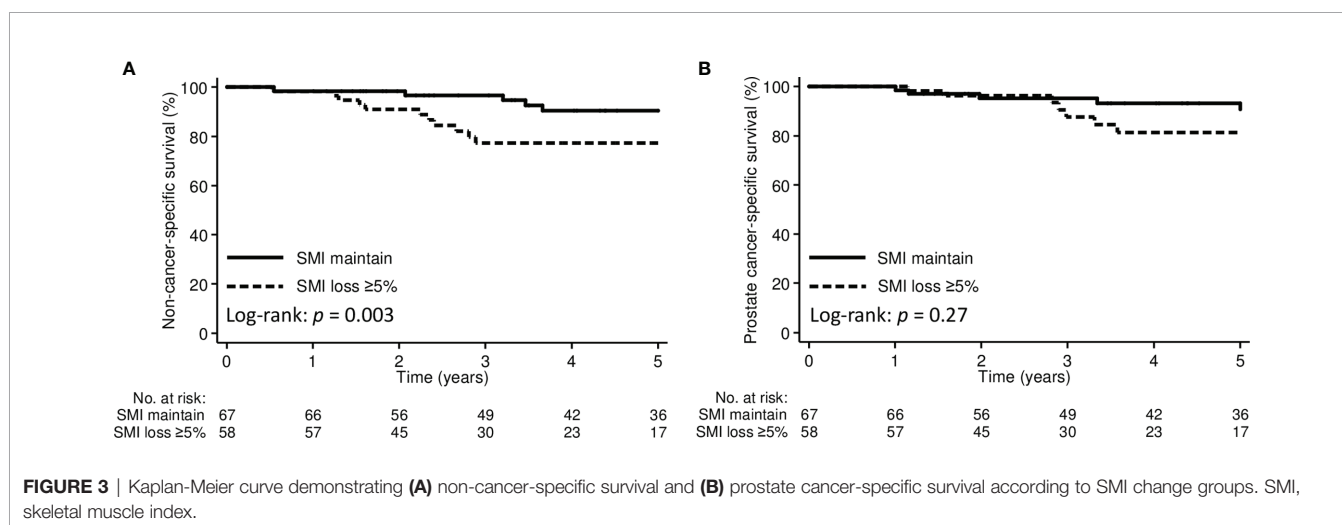 A
Non-cancer-specific survival (%)
100
80
60
40
20
0
SMI maintain
SMI loss ≥5%
Log-rank: p = 0.003
0 1 2 3 4 5
Time (years)
No. at risk:
SMI maintain 67 66 56 49 42 36
SMI loss ≥5% 58 57 45 30 23 17
B
Prostate cancer-specific survival (%)
100
80
60
40
20
0
SMI maintain
SMI loss ≥5%
Log-rank: p = 0.27
0 1 2 3 4 5
Time (years)
No. at risk:
SMI maintain 67 66 56 49 42 36
SMI loss ≥5% 58 57 45 30 23 17
FIGURE 3 | Kaplan-Meier curve demonstrating (A) non-cancer-specific survival and (B) prostate cancer-specific survival according to SMI change groups. SMI,
skeletal muscle index.